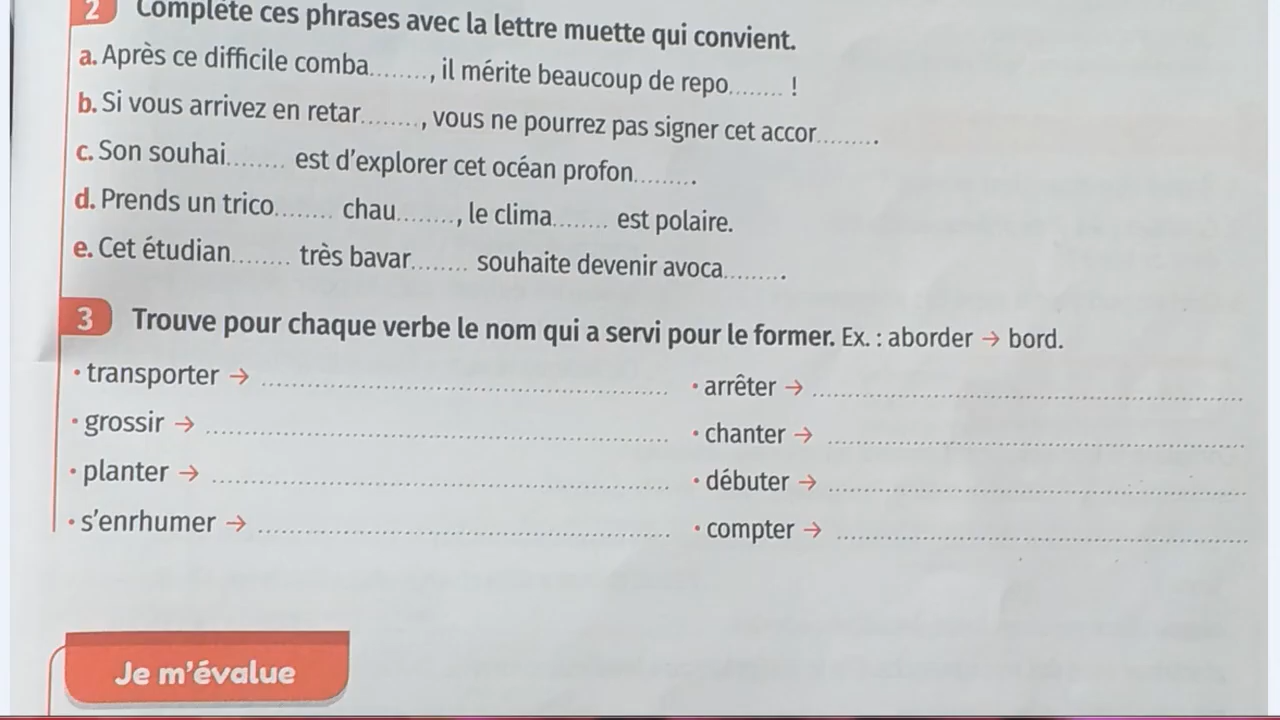 2 Complète ces phrases avec la lettre muette qui convient.
a. Après ce difficile comba........, il mérite beaucoup de repo........ !
b. Si vous arrivez en retar........, vous ne pourrez pas signer cet accor.........
c. Son souhai........ est d’explorer cet océan profon.........
d. Prends un trico........ chau........, le clima........ est polaire.
e. Cet étudian........ très bavar........ souhaite devenir avoca.........
3 Trouve pour chaque verbe le nom qui a servi pour le former. Ex. : aborder → bord.
• transporter → ........................................
• grossir → ........................................
• planter → ........................................
• s’enrhumer → ........................................
• arrêter → ........................................
• chanter → ........................................
• débuter → ........................................
• compter → ........................................
Je m’évalue